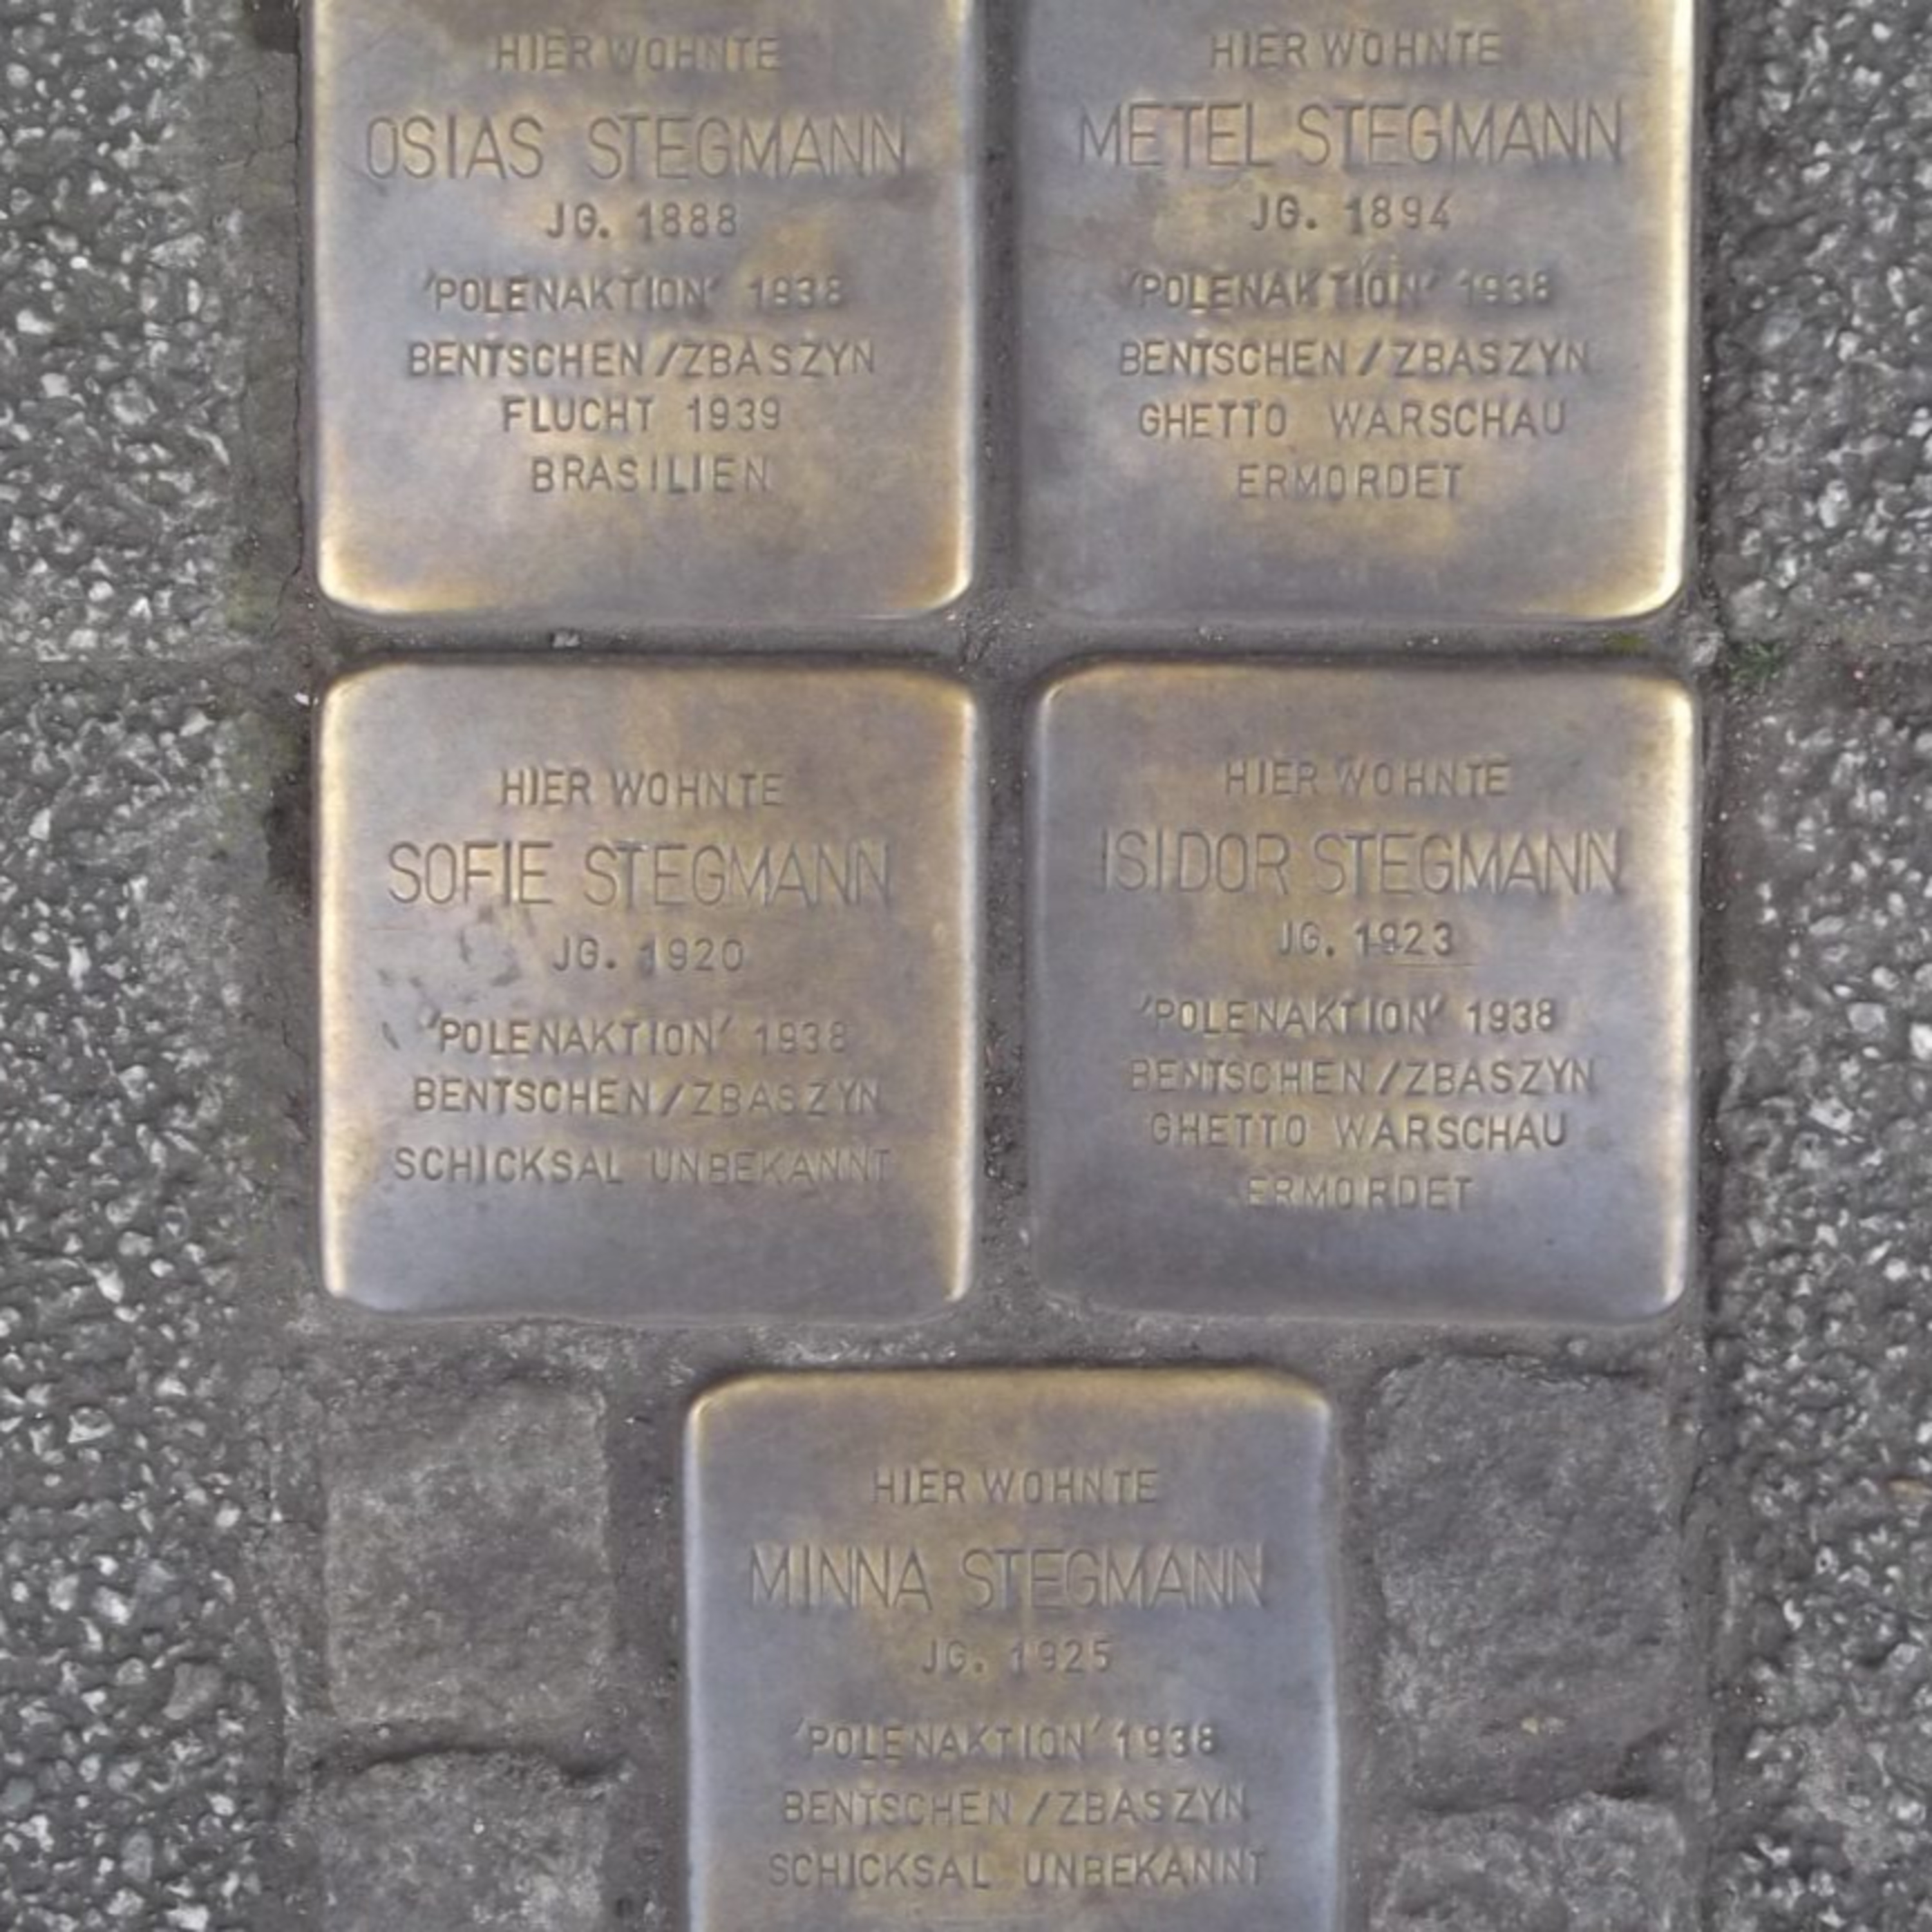 HIER WOHNTE
OSIAS STEGMANN
JG. 1888
'POLENAKTION' 1938
BENTSCHEN/ZBASZYN
FLUCHT 1939
BRASILIEN
HIER WOHNTE
METEL STEGMANN
JG. 1894
'POLENAKTION' 1938
BENTSCHEN/ZBASZYN
GHETTO WARSCHAU
ERMORDET
HIER WOHNTE
SOFIE STEGMANN
JG. 1920
'POLENAKTION' 1938
BENTSCHEN/ZBASZYN
SCHICKSAL UNBEKANNT
HIER WOHNTE
ISIDOR STEGMANN
JG. 1923
'POLENAKTION' 1938
BENTSCHEN/ZBASZYN
GHETTO WARSCHAU
ERMORDET
HIER WOHNTE
MINNA STEGMANN
JG. 1925
'POLENAKTION' 1938
BENTSCHEN/ZBASZYN
SCHICKSAL UNBEKANNT